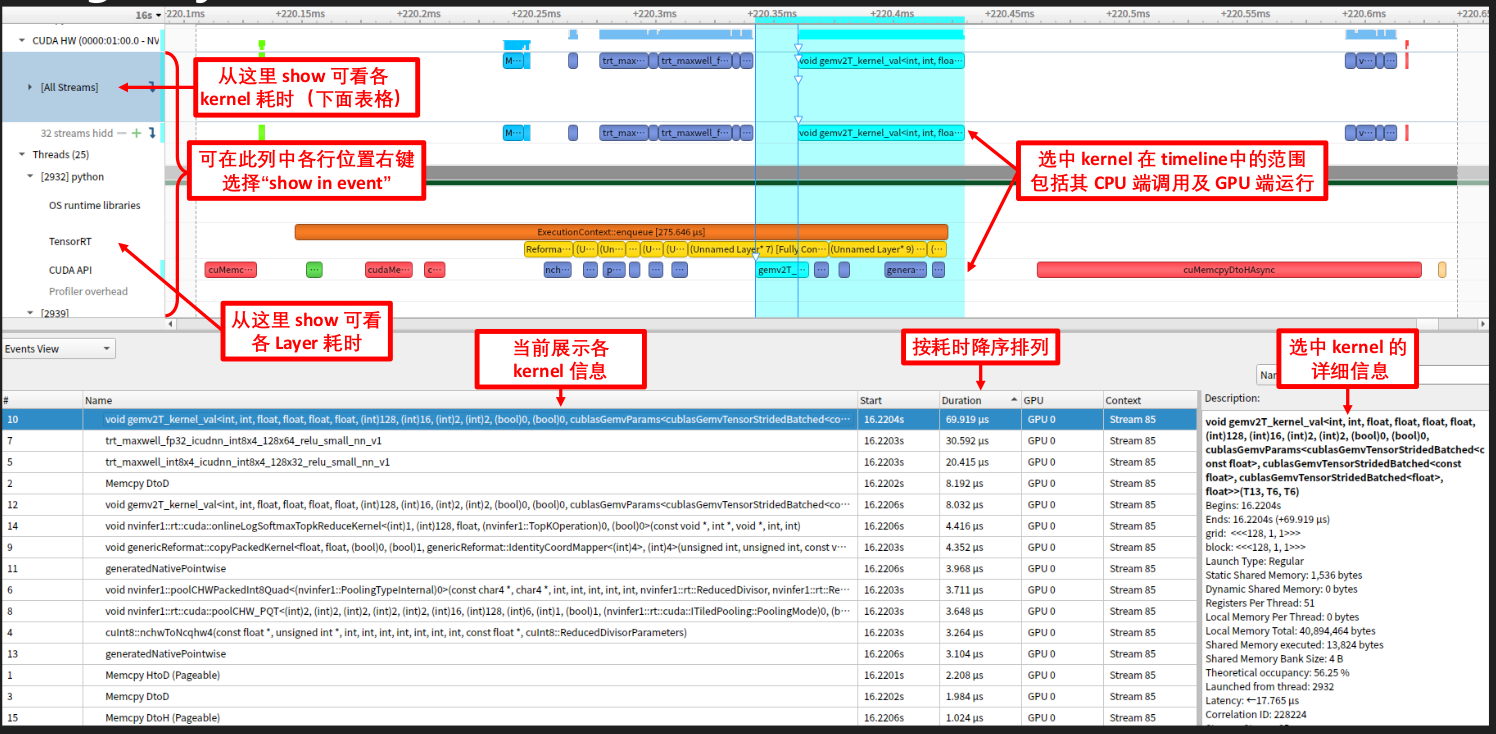 16s
+220.1ms +220.15ms +220.2ms +220.25ms +220.3ms +220.35ms +220.4ms +220.45ms +220.5ms +220.55ms +220.6ms +220.65
CUDA HW (0000:01:00.0 - NV
[All Streams]
M··· trt_max··· trt_maxwell_f··· ··· void gemv2T_kernel_val<int, int, floa··· v···
从这里 show 可看各
kernel 耗时（下面表格）
32 streams hidd
M··· trt_max··· trt_maxwell_f··· ··· void gemv2T_kernel_val<int, int, floa··· v···
Threads (25)
[2932] python
可在此列中各行位置右键
选择“show in event”
选中 kernel 在 timeline中的范围
包括其 CPU 端调用及 GPU 端运行
OS runtime libraries
TensorRT
ExecutionContext::enqueue [275.646 µs]
Reforma··· (U··· (Un··· ··· (U··· (U··· (Unnamed Layer* 7) [Fully Con··· (Unnamed Layer* 9) ··· (···
CUDA API
cuMemc··· ··· cudaMe··· c··· nch··· ··· p··· ··· ··· gemv2T_··· ··· genera··· ··· cuMemcpyDtoHAsync
Profiler overhead
[2939]
从这里 show 可看
各 Layer 耗时
Events View
当前展示各
kernel 信息
按耗时降序排列
选中 kernel 的
详细信息
Nan
# Name Start Duration GPU Context
10 void gemv2T_kernel_val<int, int, float, float, float, float, (int)128, (int)16, (int)2, (int)2, (bool)0, (bool)0, cublasGemvParams<cublasGemvTensorStridedBatched<co··· 16.2204s 69.919 µs GPU 0 Stream 85
7 trt_maxwell_fp32_icudnn_int8x4_128x64_relu_small_nn_v1 16.2203s 30.592 µs GPU 0 Stream 85
5 trt_maxwell_int8x4_icudnn_int8x4_128x32_relu_small_nn_v1 16.2203s 20.415 µs GPU 0 Stream 85
2 Memcpy DtoD 16.2202s 8.192 µs GPU 0 Stream 85
12 void gemv2T_kernel_val<int, int, float, float, float, float, (int)128, (int)16, (int)2, (int)2, (bool)0, (bool)0, cublasGemvParams<cublasGemvTensorStridedBatched<co··· 16.2206s 8.032 µs GPU 0 Stream 85
14 void nvinfer1::rt::cuda::onlineLogSoftmaxTopkReduceKernel<(int)1, (int)128, float, (nvinfer1::TopKOperation)0, (bool)0>(const void *, int *, void *, int, int) 16.2206s 4.416 µs GPU 0 Stream 85
9 void genericReformat::copyPackedKernel<float, float, (bool)0, (bool)1, genericReformat::IdentityCoordMapper<(int)4>, (int)4>(unsigned int, unsigned int, const v··· 16.2203s 4.352 µs GPU 0 Stream 85
11 generatedNativePointwise 16.2206s 3.968 µs GPU 0 Stream 85
6 void nvinfer1::poolCHWPackedInt8Quad<(nvinfer1::PoolingTypeInternal)0>(const char4 *, char4 *, int, int, int, int, int, nvinfer1::rt::ReducedDivisor, nvinfer1::rt::Re··· 16.2203s 3.711 µs GPU 0 Stream 85
8 void nvinfer1::rt::cuda::poolCHW_PQT<(int)2, (int)2, (int)2, (int)2, (int)2, (int)16, (int)128, (int)6, (int)1, (bool)1, (nvinfer1::rt::cuda::ITiledPooling::PoolingMode)0, (b··· 16.2203s 3.648 µs GPU 0 Stream 85
4 cuInt8::nchwToNcqhw4(const float *, unsigned int *, int, int, int, int, int, int, int, const float *, cuInt8::ReducedDivisorParameters) 16.2203s 3.264 µs GPU 0 Stream 85
13 generatedNativePointwise 16.2206s 3.104 µs GPU 0 Stream 85
1 Memcpy HtoD (Pageable) 16.2201s 2.208 µs GPU 0 Stream 85
3 Memcpy DtoD 16.2202s 1.984 µs GPU 0 Stream 85
15 Memcpy DtoH (Pageable) 16.2206s 1.024 µs GPU 0 Stream 85
Description:
void gemv2T_kernel_val<int, int, float, float, float, float,
(int)128, (int)16, (int)2, (int)2, (bool)0, (bool)0,
cublasGemvParams<cublasGemvTensorStridedBatched<c
onst float>, cublasGemvTensorStridedBatched<const
float>, cublasGemvTensorStridedBatched<float>,
float>>(T13, T6, T6)
Begins: 16.2204s
Ends: 16.2204s (+69.919 µs)
grid: <<<128, 1, 1>>>
block: <<<128, 1, 1>>>
Launch Type: Regular
Static Shared Memory: 1,536 bytes
Dynamic Shared Memory: 0 bytes
Registers Per Thread: 51
Local Memory Per Thread: 0 bytes
Local Memory Total: 40,894,464 bytes
Shared Memory executed: 13,824 bytes
Shared Memory Bank Size: 4 B
Theoretical occupancy: 56.25 %
Launched from thread: 2932
Latency: ←17.765 µs
Correlation ID: 228224